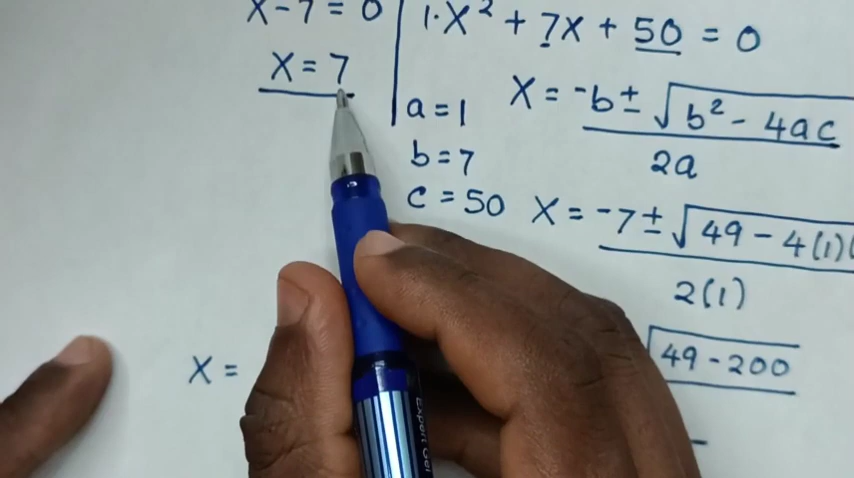 x - 7 = 0
x = 7
1·x² + 7x + 50 = 0
a = 1
b = 7
c = 50
x = -b ± √b² - 4ac
2a
x = -7 ± √49 - 4(1)(
2(1)
√49 - 200
x =
Expert Gel